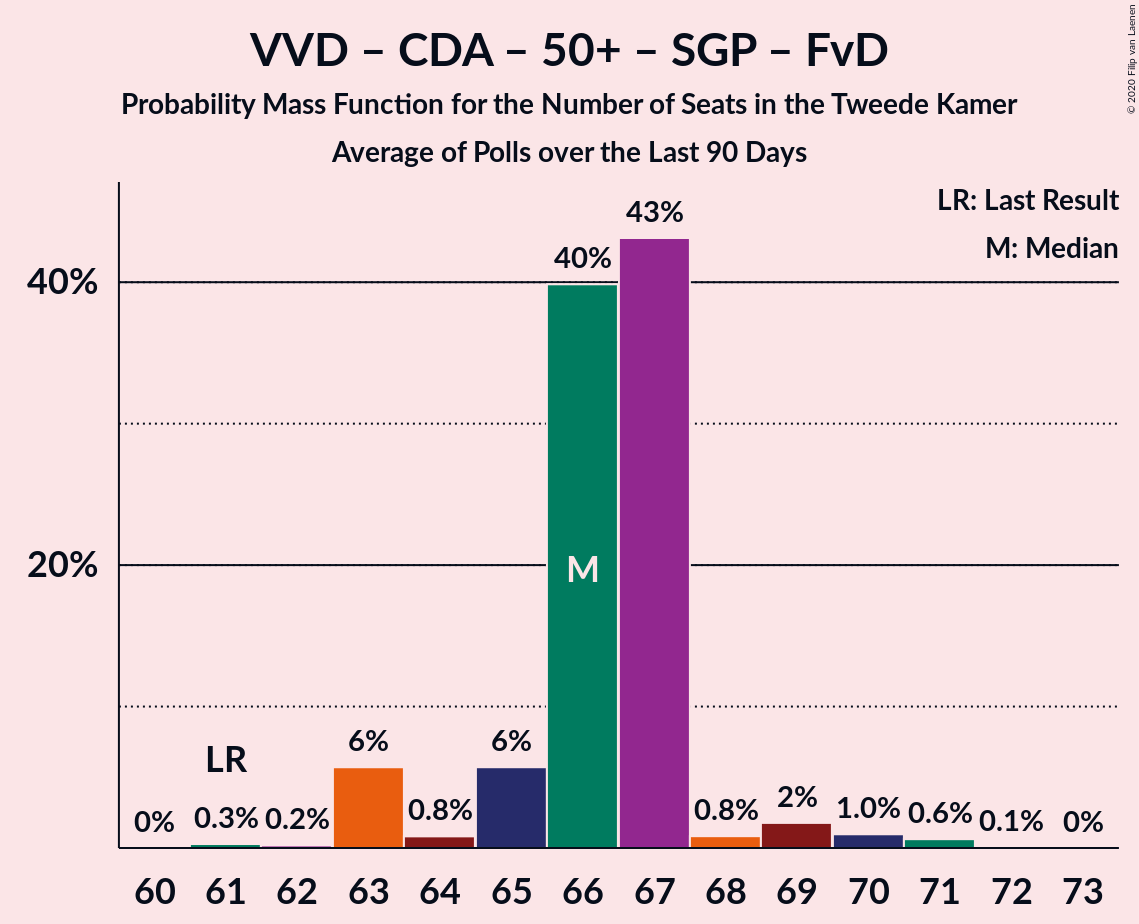 VVD – CDA – 50+ – SGP – FvD
Probability Mass Function for the Number of Seats in the Tweede Kamer
Average of Polls over the Last 90 Days
© 2020 Filip van Laenen
LR: Last Result
M: Median
43%
40%
40%
M
20%
6%
6%
LR
0%
0.3%
0.2%
0.8%
0.8%
2%
1.0%
0.6%
0.1%
0%
60 61 62 63 64 65 66 67 68 69 70 71 72 73